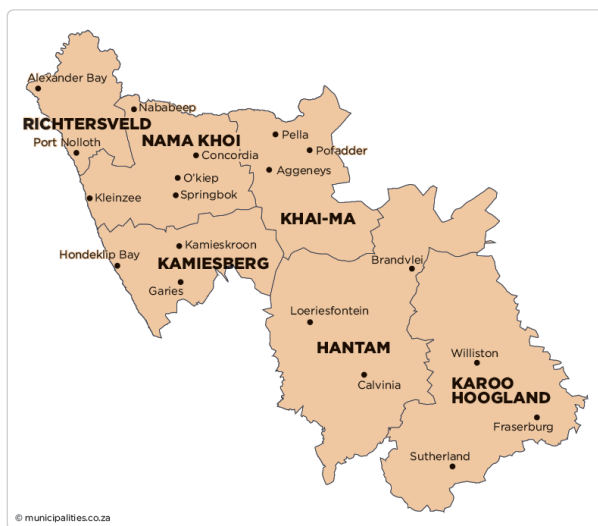 Alexander Bay
RICHTERSVELD
Port Nolloth
Nababeep
NAMA KHOI
Concordia
O'kiep
Springbok
Kleinzee
Pella
Pofadder
Aggeneys
KHAI-MA
Hondeklip Bay
Kamieskroon
KAMIESBERG
Garies
Brandvlei
Loeriesfontein
HANTAM
Calvinia
Williston
KAROO
HOOGLAND
Fraserburg
Sutherland
© municipalities.co.za